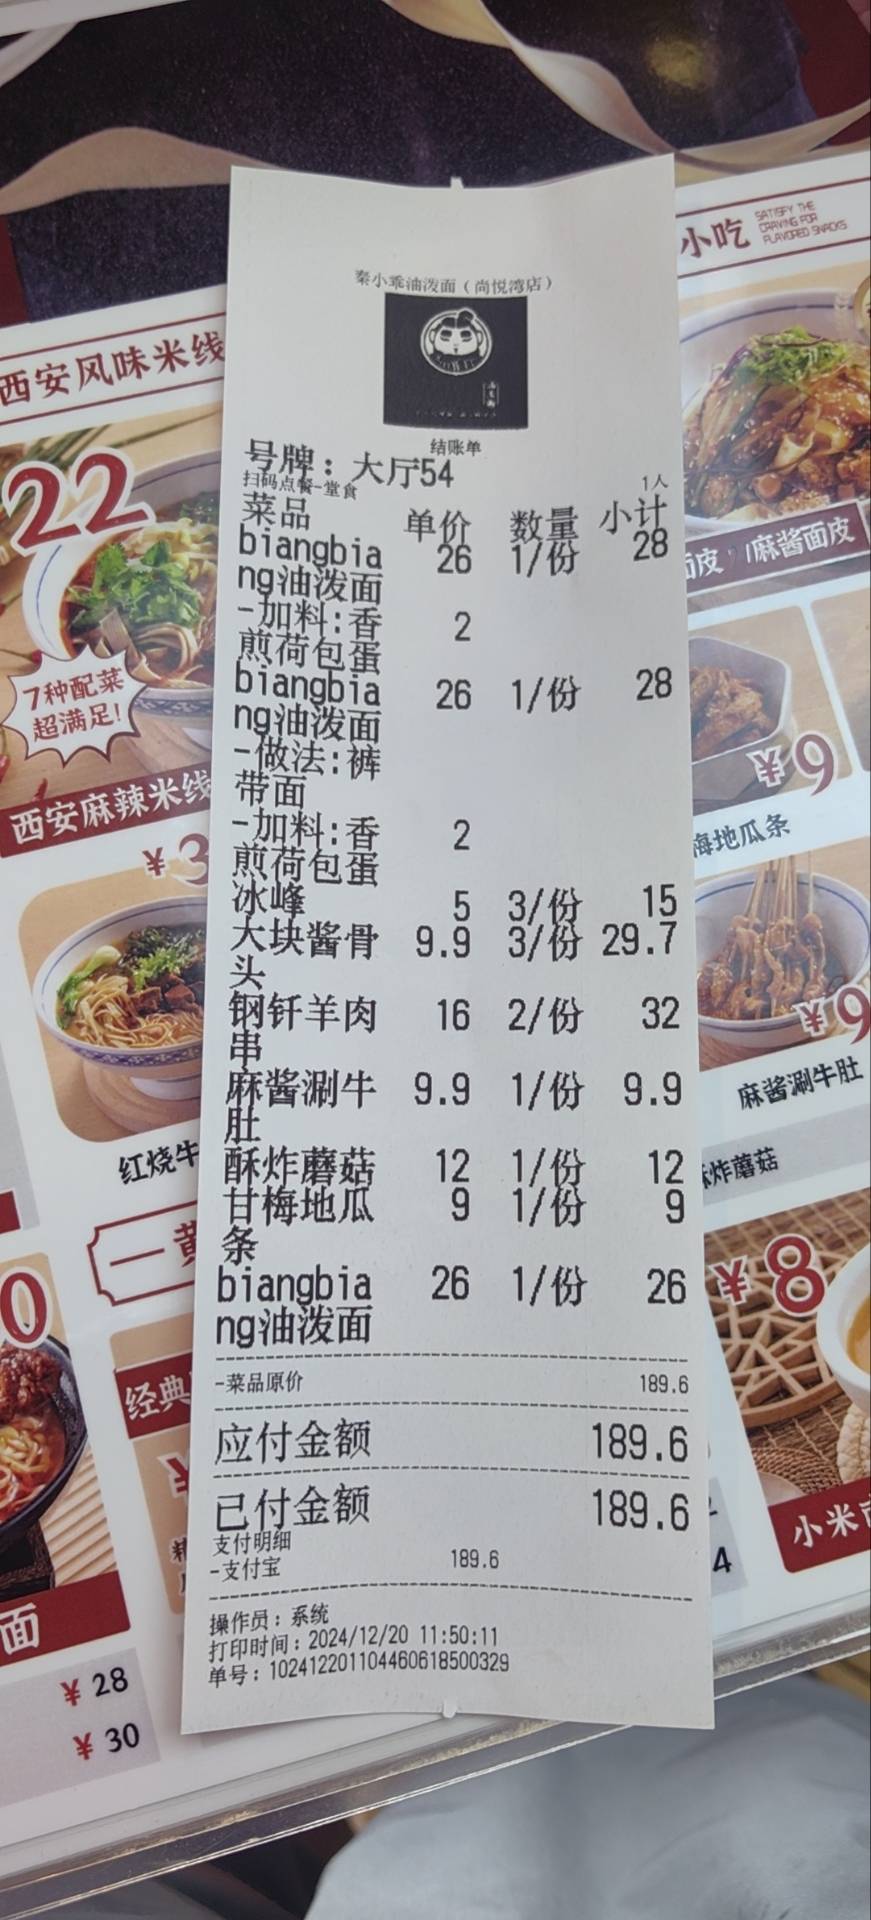 秦小乖油泼面（尚悦湾店）
结账单
号牌：大厅54
扫码点餐-堂食 1人
菜品 单价 数量 小计
biangbia 26 1/份 28
ng油泼面
-加料:香 2
煎荷包蛋
biangbia 26 1/份 28
ng油泼面
-做法:裤
带面
-加料:香 2
煎荷包蛋
冰峰 5 3/份 15
大块酱骨 9.9 3/份 29.7
头
钢钎羊肉 16 2/份 32
串
麻酱涮牛 9.9 1/份 9.9
肚
酥炸蘑菇 12 1/份 12
甘梅地瓜 9 1/份 9
条
biangbia 26 1/份 26
ng油泼面
-菜品原价 189.6
应付金额 189.6
已付金额 189.6
支付明细
-支付宝 189.6
操作员：系统
打印时间：2024/12/20 11:50:11
单号：102412201104460618500329
西安风味米线
22
7种配菜
超满足!
西安麻辣米线
¥3
红烧牛
一
0
经典
¥
面
¥28
¥30
小吃
SATISFY THE
CRAVING FOR
FLAVORED SNACKS
面皮 / 麻酱面皮
¥9
梅地瓜条
¥9
麻酱涮牛肚
炸蘑菇
¥8
小米
4